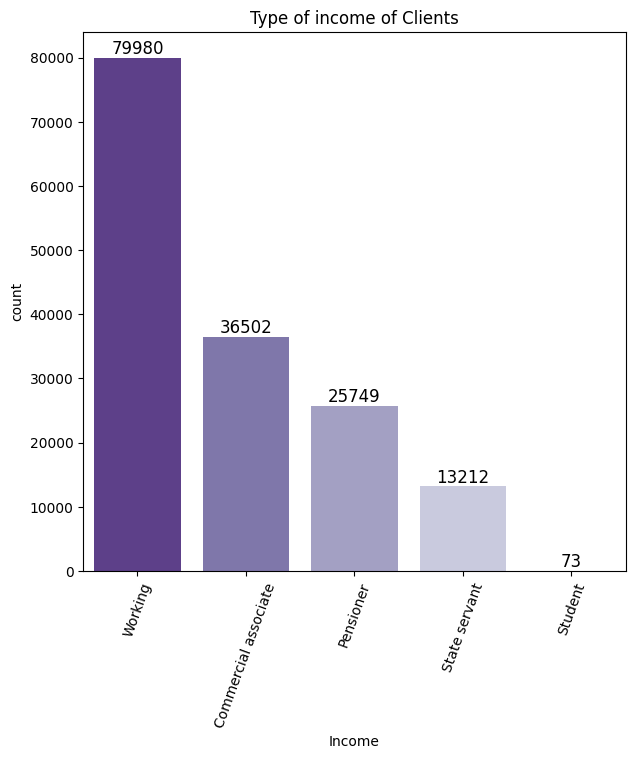 Type of income of Clients
79980
80000
70000
60000
50000
40000
36502
30000
25749
20000
13212
10000
73
0
count
Working
Commercial associate
Pensioner
State servant
Student
Income